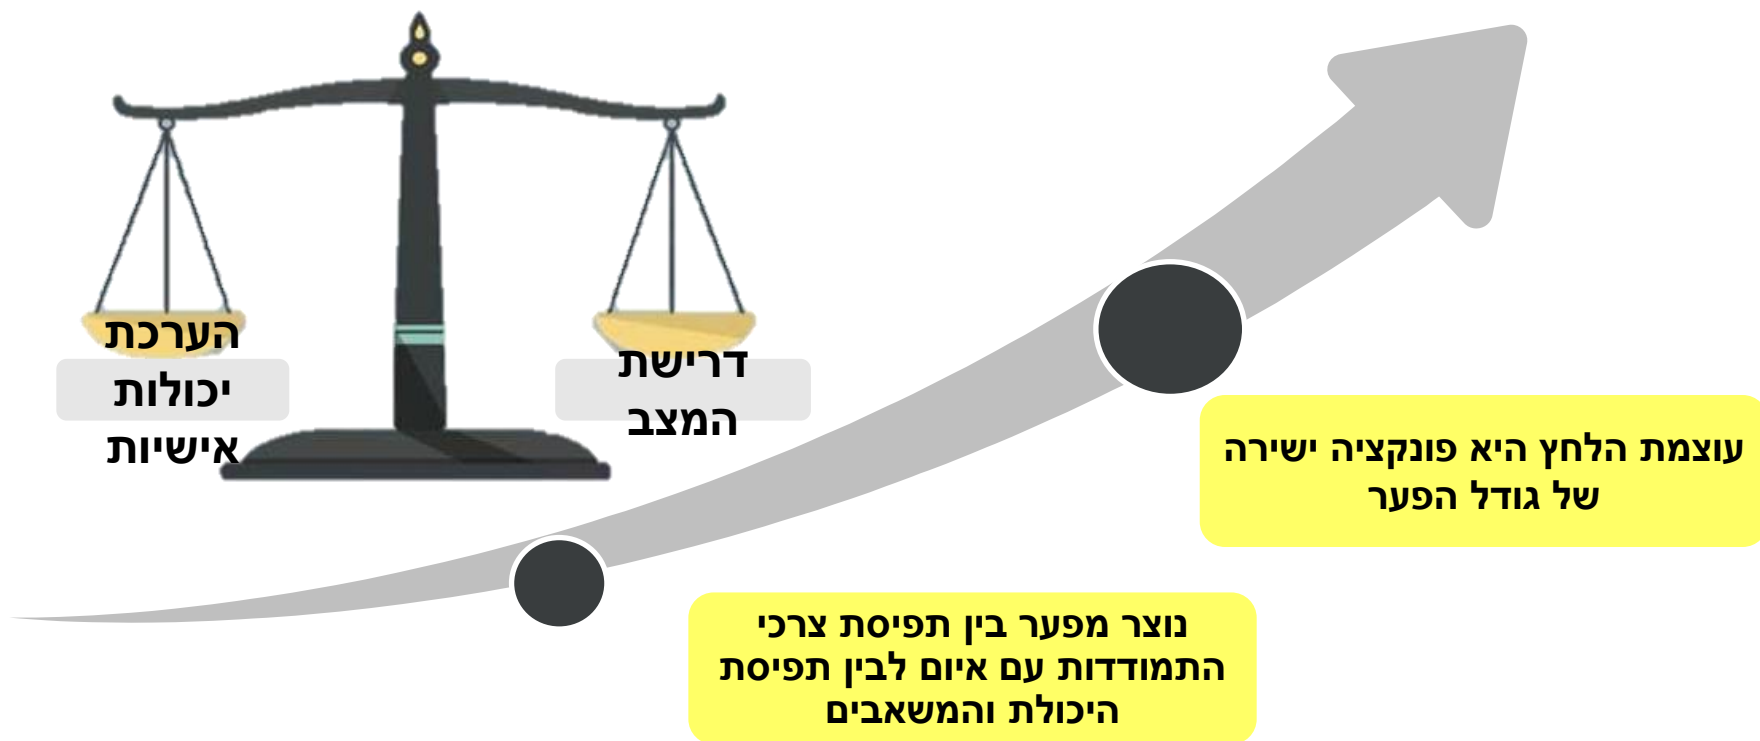 הערכת
יכולות
אישיות
דרישת
המצב
עוצמת הלחץ היא פונקציה ישירה
של גודל הפער
נוצר מפער בין תפיסת צרכי
התמודדות עם איום לבין תפיסת
היכולת והמשאבים